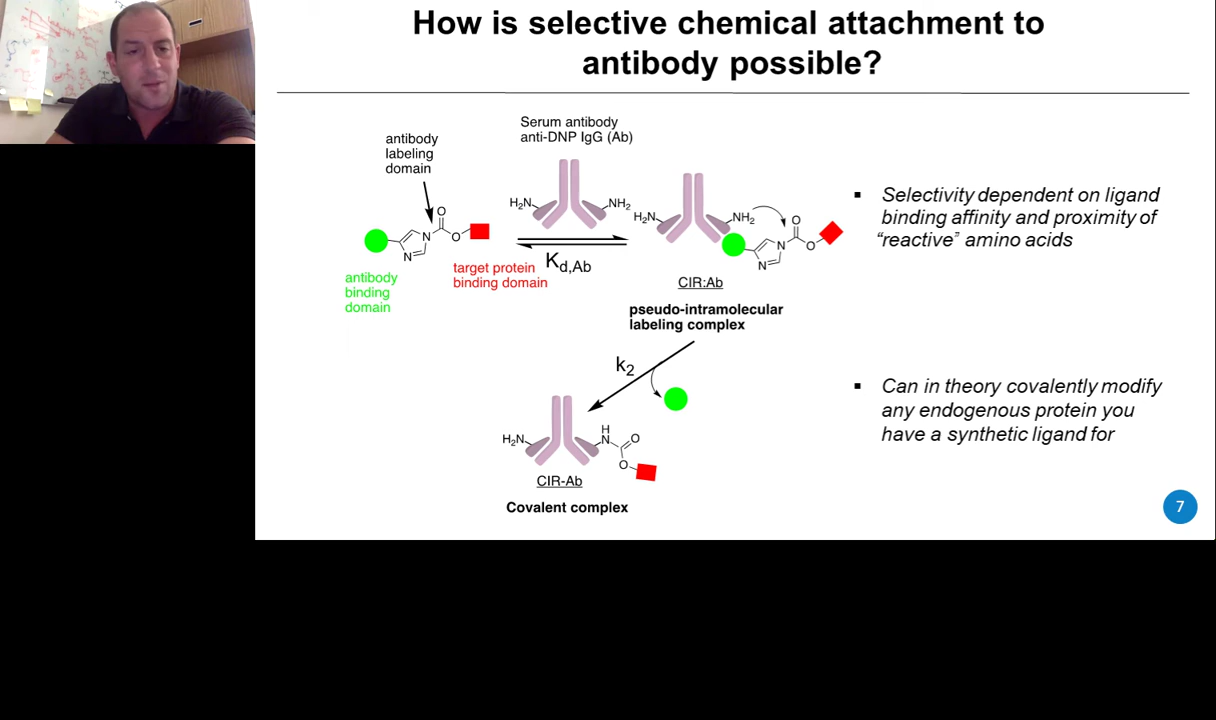 How is selective chemical attachment to
antibody possible?
Serum antibody
anti-DNP IgG (Ab)
antibody
labeling
domain
O
N
O
N
antibody
binding
domain
target protein
binding domain
H₂N
NH₂
K d,Ab
H₂N
NH₂
O
N
O
N
CIR:Ab
pseudo-intramolecular
labeling complex
k₂
H₂N
H
N
O
O
CIR-Ab
Covalent complex
▪ Selectivity dependent on ligand
binding affinity and proximity of
“reactive” amino acids
▪ Can in theory covalently modify
any endogenous protein you
have a synthetic ligand for
7